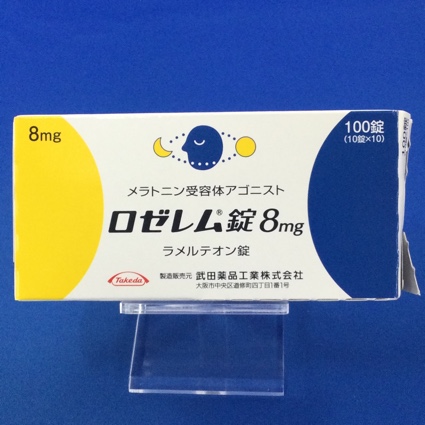 8mg
100錠
(10錠×10)
メラトニン受容体アゴニスト
ロゼレム®錠8mg
ラメルテオン錠
Takeda
製造販売元 武田薬品工業株式会社
大阪市中央区道修町四丁目1番1号